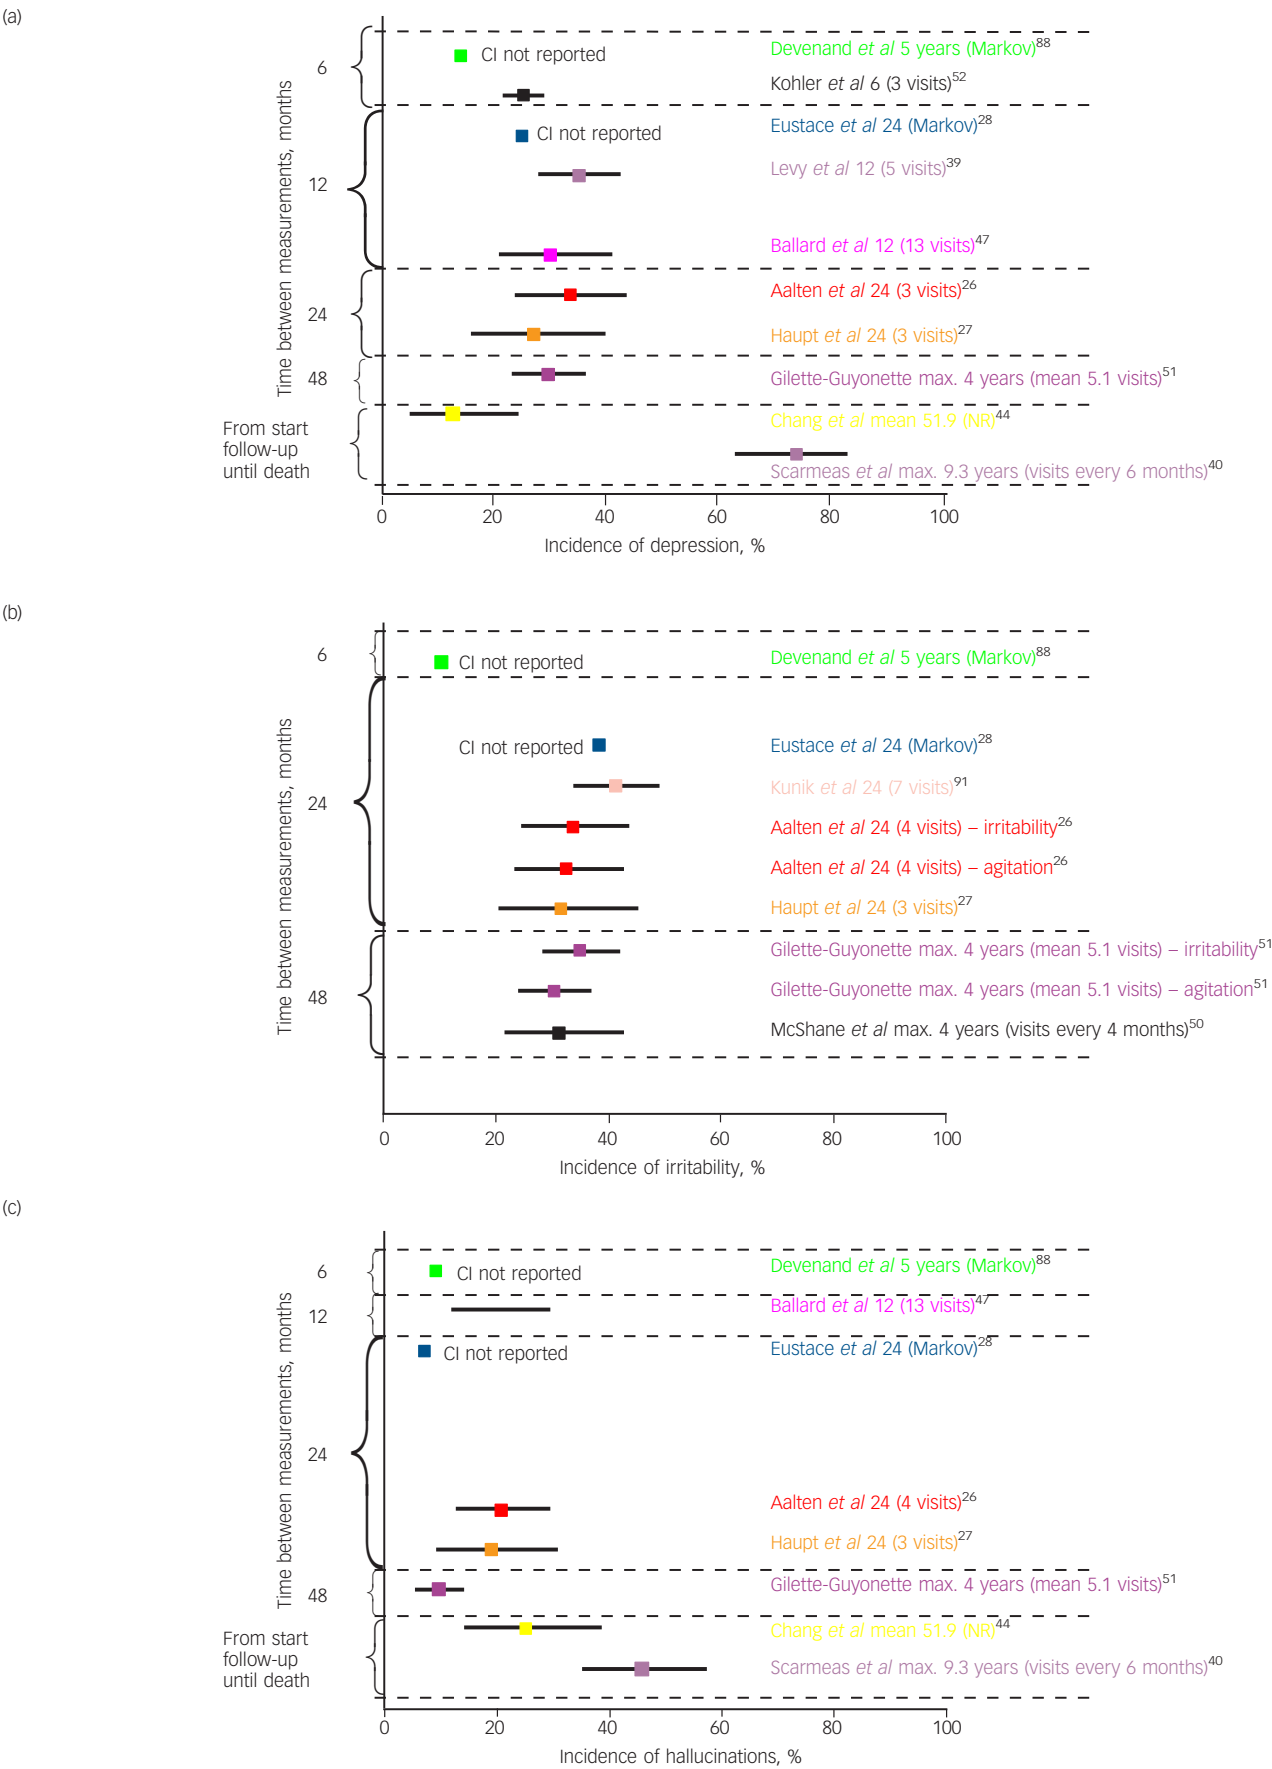 (a)
Time between measurements, months
6
CI not reported
Devenand et al 5 years (Markov)88
Kohler et al 6 (3 visits)52
12
CI not reported
Eustace et al 24 (Markov)28
Levy et al 12 (5 visits)39
Ballard et al 12 (13 visits)47
24
Aalten et al 24 (3 visits)26
Haupt et al 24 (3 visits)27
48
Gilette-Guyonette max. 4 years (mean 5.1 visits)51
From start
follow-up
until death
Chang et al mean 51.9 (NR)44
Scarmeas et al max. 9.3 years (visits every 6 months)40
0 20 40 60 80 100
Incidence of depression, %
(b)
Time between measurements, months
6
CI not reported
Devenand et al 5 years (Markov)88
24
CI not reported
Eustace et al 24 (Markov)28
Kunik et al 24 (7 visits)91
Aalten et al 24 (4 visits) – irritability26
Aalten et al 24 (4 visits) – agitation26
Haupt et al 24 (3 visits)27
48
Gilette-Guyonette max. 4 years (mean 5.1 visits) – irritability51
Gilette-Guyonette max. 4 years (mean 5.1 visits) – agitation51
McShane et al max. 4 years (visits every 4 months)50
0 20 40 60 80 100
Incidence of irritability, %
(c)
Time between measurements, months
6
CI not reported
Devenand et al 5 years (Markov)88
12
Ballard et al 12 (13 visits)47
24
CI not reported
Eustace et al 24 (Markov)28
Aalten et al 24 (4 visits)26
Haupt et al 24 (3 visits)27
48
Gilette-Guyonette max. 4 years (mean 5.1 visits)51
From start
follow-up
until death
Chang et al mean 51.9 (NR)44
Scarmeas et al max. 9.3 years (visits every 6 months)40
0 20 40 60 80 100
Incidence of hallucinations, %